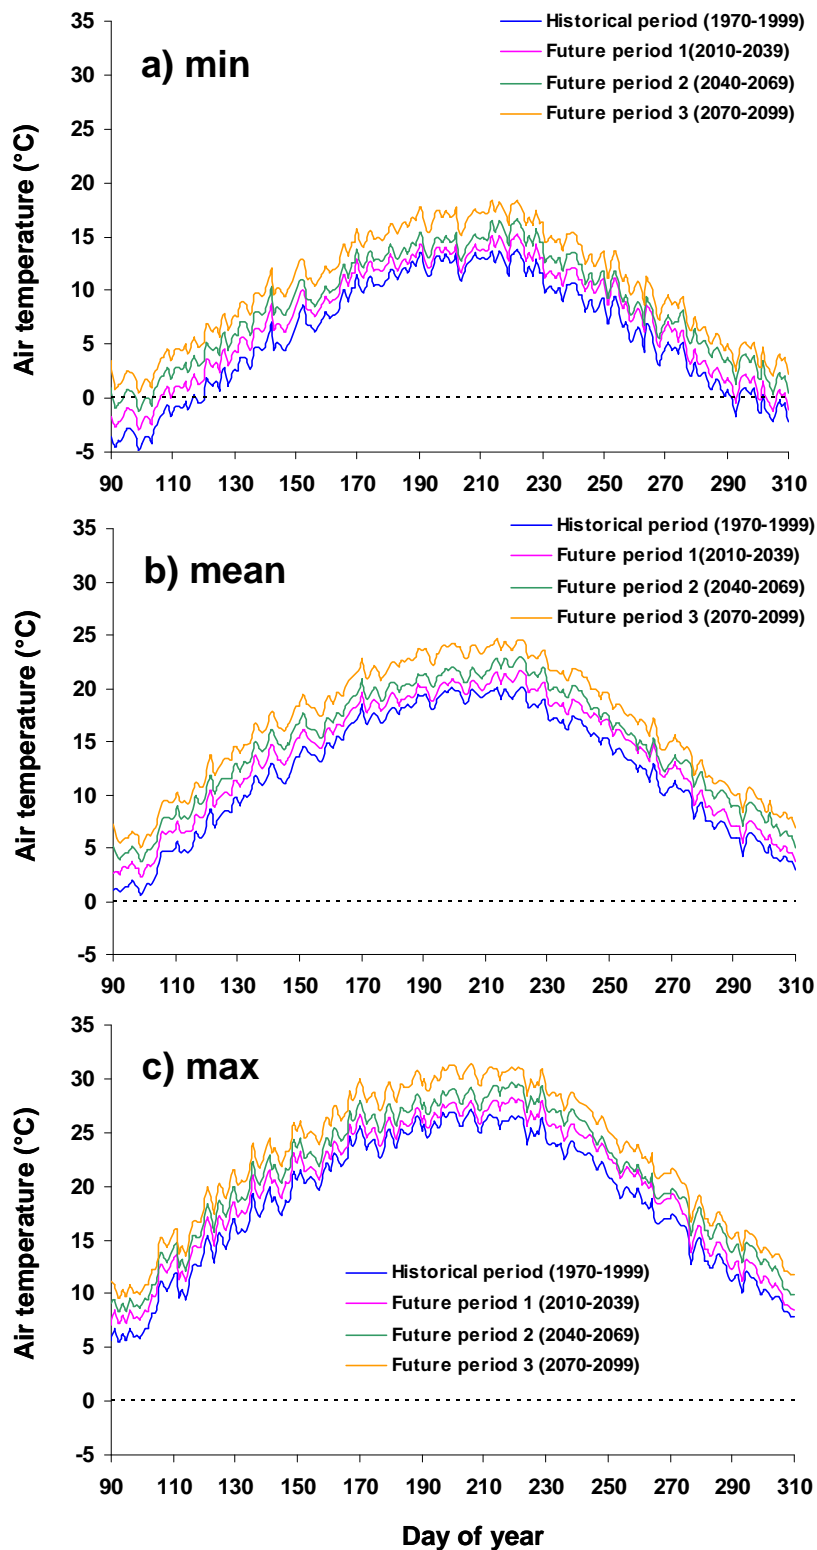 35
30
25
20
15
10
5
0
-5
Air temperature (°C)
a) min
Historical period (1970-1999)
Future period 1(2010-2039)
Future period 2 (2040-2069)
Future period 3 (2070-2099)
90 110 130 150 170 190 210 230 250 270 290 310
35
30
25
20
15
10
5
0
-5
Air temperature (°C)
b) mean
Historical period (1970-1999)
Future period 1(2010-2039)
Future period 2 (2040-2069)
Future period 3 (2070-2099)
90 110 130 150 170 190 210 230 250 270 290 310
35
30
25
20
15
10
5
0
-5
Air temperature (°C)
c) max
Historical period (1970-1999)
Future period 1 (2010-2039)
Future period 2 (2040-2069)
Future period 3 (2070-2099)
90 110 130 150 170 190 210 230 250 270 290 310
Day of year